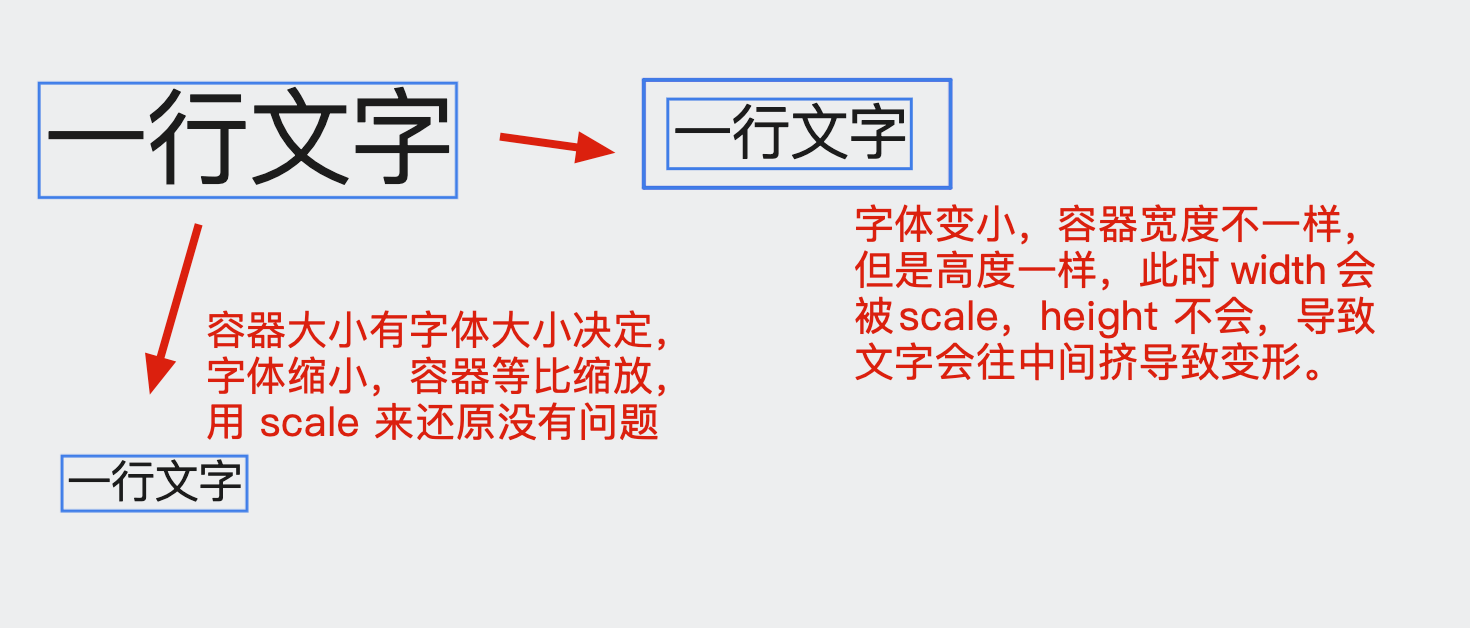 一行文字
一行文字
字体变小，容器宽度不一样，
但是高度一样，此时 width 会
被scale，height 不会，导致
文字会往中间挤导致变形。
容器大小有字体大小决定，
字体缩小，容器等比缩放，
用 scale 来还原没有问题
一行文字